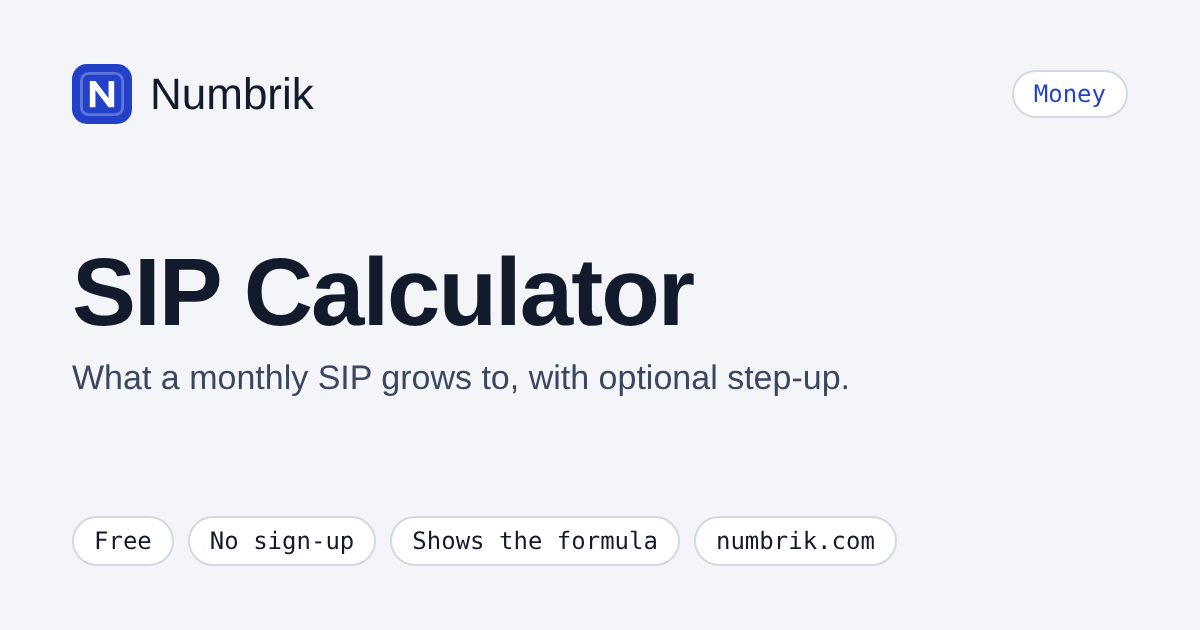 N Numbrik
Money
SIP Calculator
What a monthly SIP grows to, with optional step-up.
Free
No sign-up
Shows the formula
numbrik.com